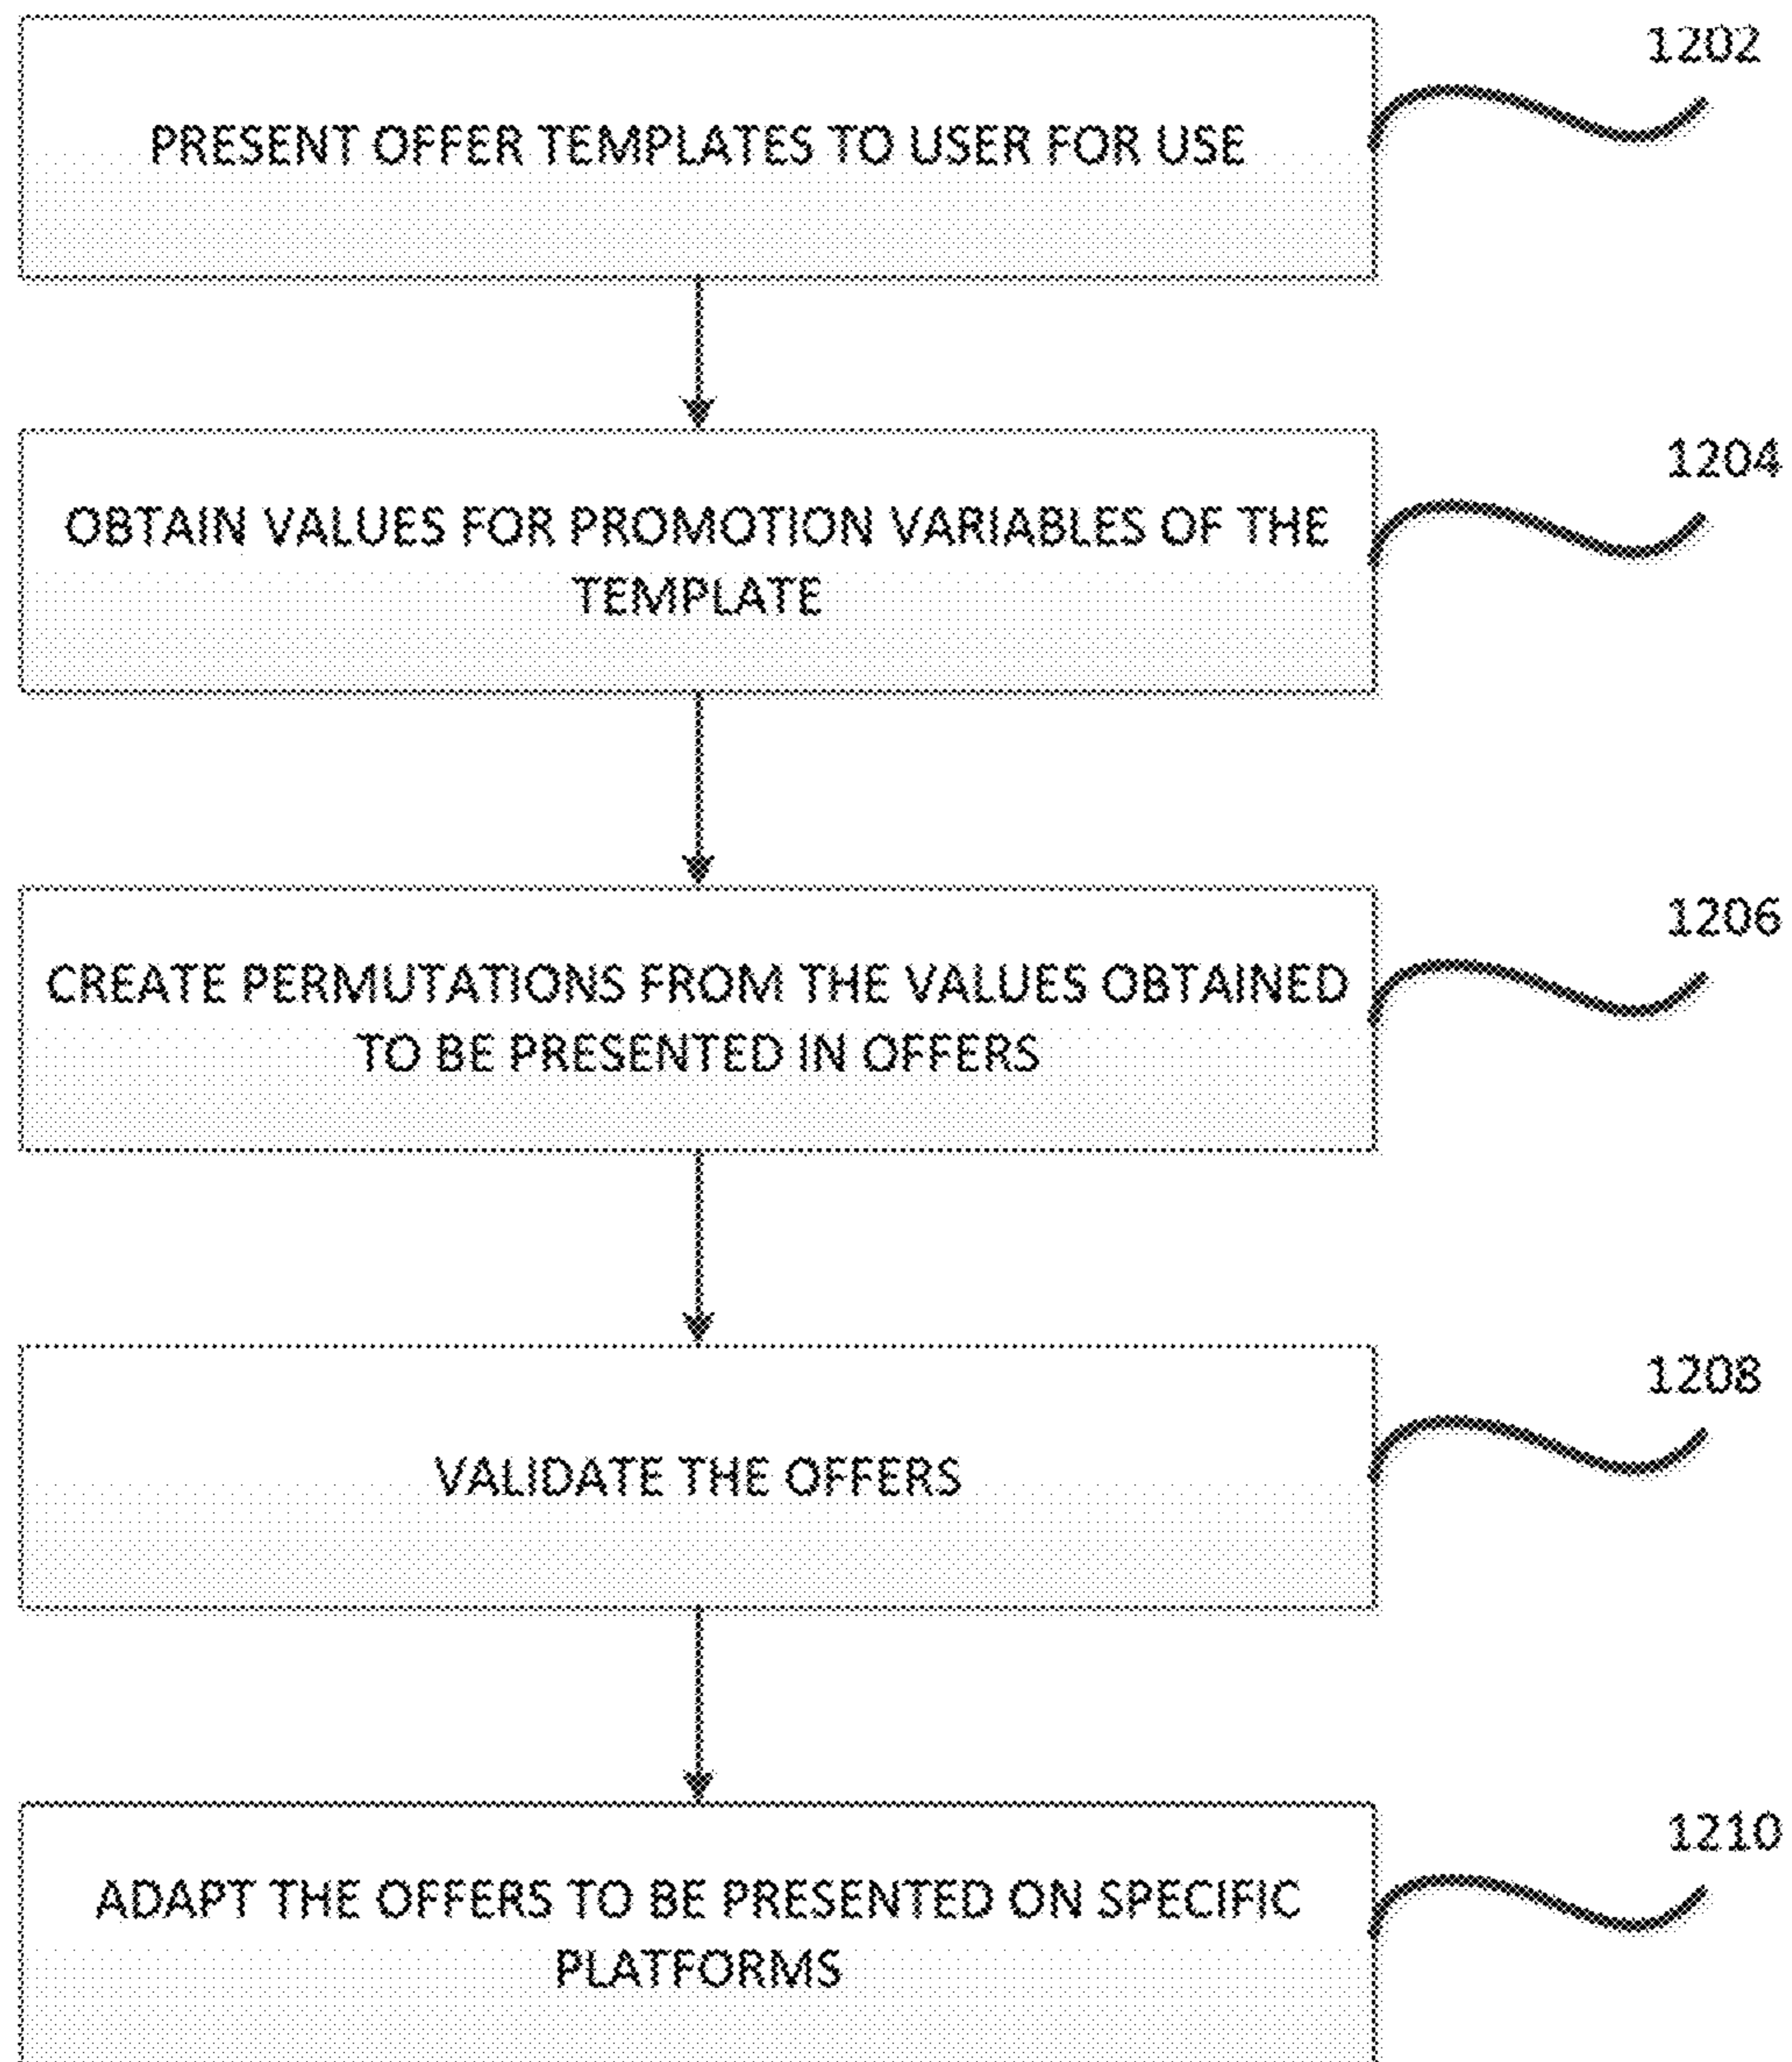 1202
PRESENT OFFER TEMPLATES TO USER FOR USE
1204
OBTAIN VALUES FOR PROMOTION VARIABLES OF THE
TEMPLATE
1206
CREATE PERMUTATIONS FROM THE VALUES OBTAINED
TO BE PRESENTED IN OFFERS
1208
VALIDATE THE OFFERS
1210
ADAPT THE OFFERS TO BE PRESENTED ON SPECIFIC
PLATFORMS